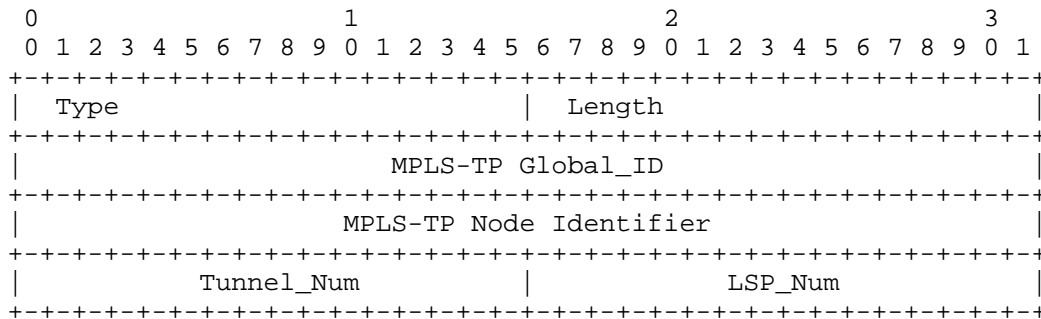 0                   1                   2                   3
 0 1 2 3 4 5 6 7 8 9 0 1 2 3 4 5 6 7 8 9 0 1 2 3 4 5 6 7 8 9 0 1
+-+-+-+-+-+-+-+-+-+-+-+-+-+-+-+-+-+-+-+-+-+-+-+-+-+-+-+-+-+-+-+-+
|  Type                         |  Length                       |
+-+-+-+-+-+-+-+-+-+-+-+-+-+-+-+-+-+-+-+-+-+-+-+-+-+-+-+-+-+-+-+-+
|                       MPLS-TP Global_ID                       |
+-+-+-+-+-+-+-+-+-+-+-+-+-+-+-+-+-+-+-+-+-+-+-+-+-+-+-+-+-+-+-+-+
|                    MPLS-TP Node Identifier                    |
+-+-+-+-+-+-+-+-+-+-+-+-+-+-+-+-+-+-+-+-+-+-+-+-+-+-+-+-+-+-+-+-+
|           Tunnel_Num          |            LSP_Num            |
+-+-+-+-+-+-+-+-+-+-+-+-+-+-+-+-+-+-+-+-+-+-+-+-+-+-+-+-+-+-+-+-+